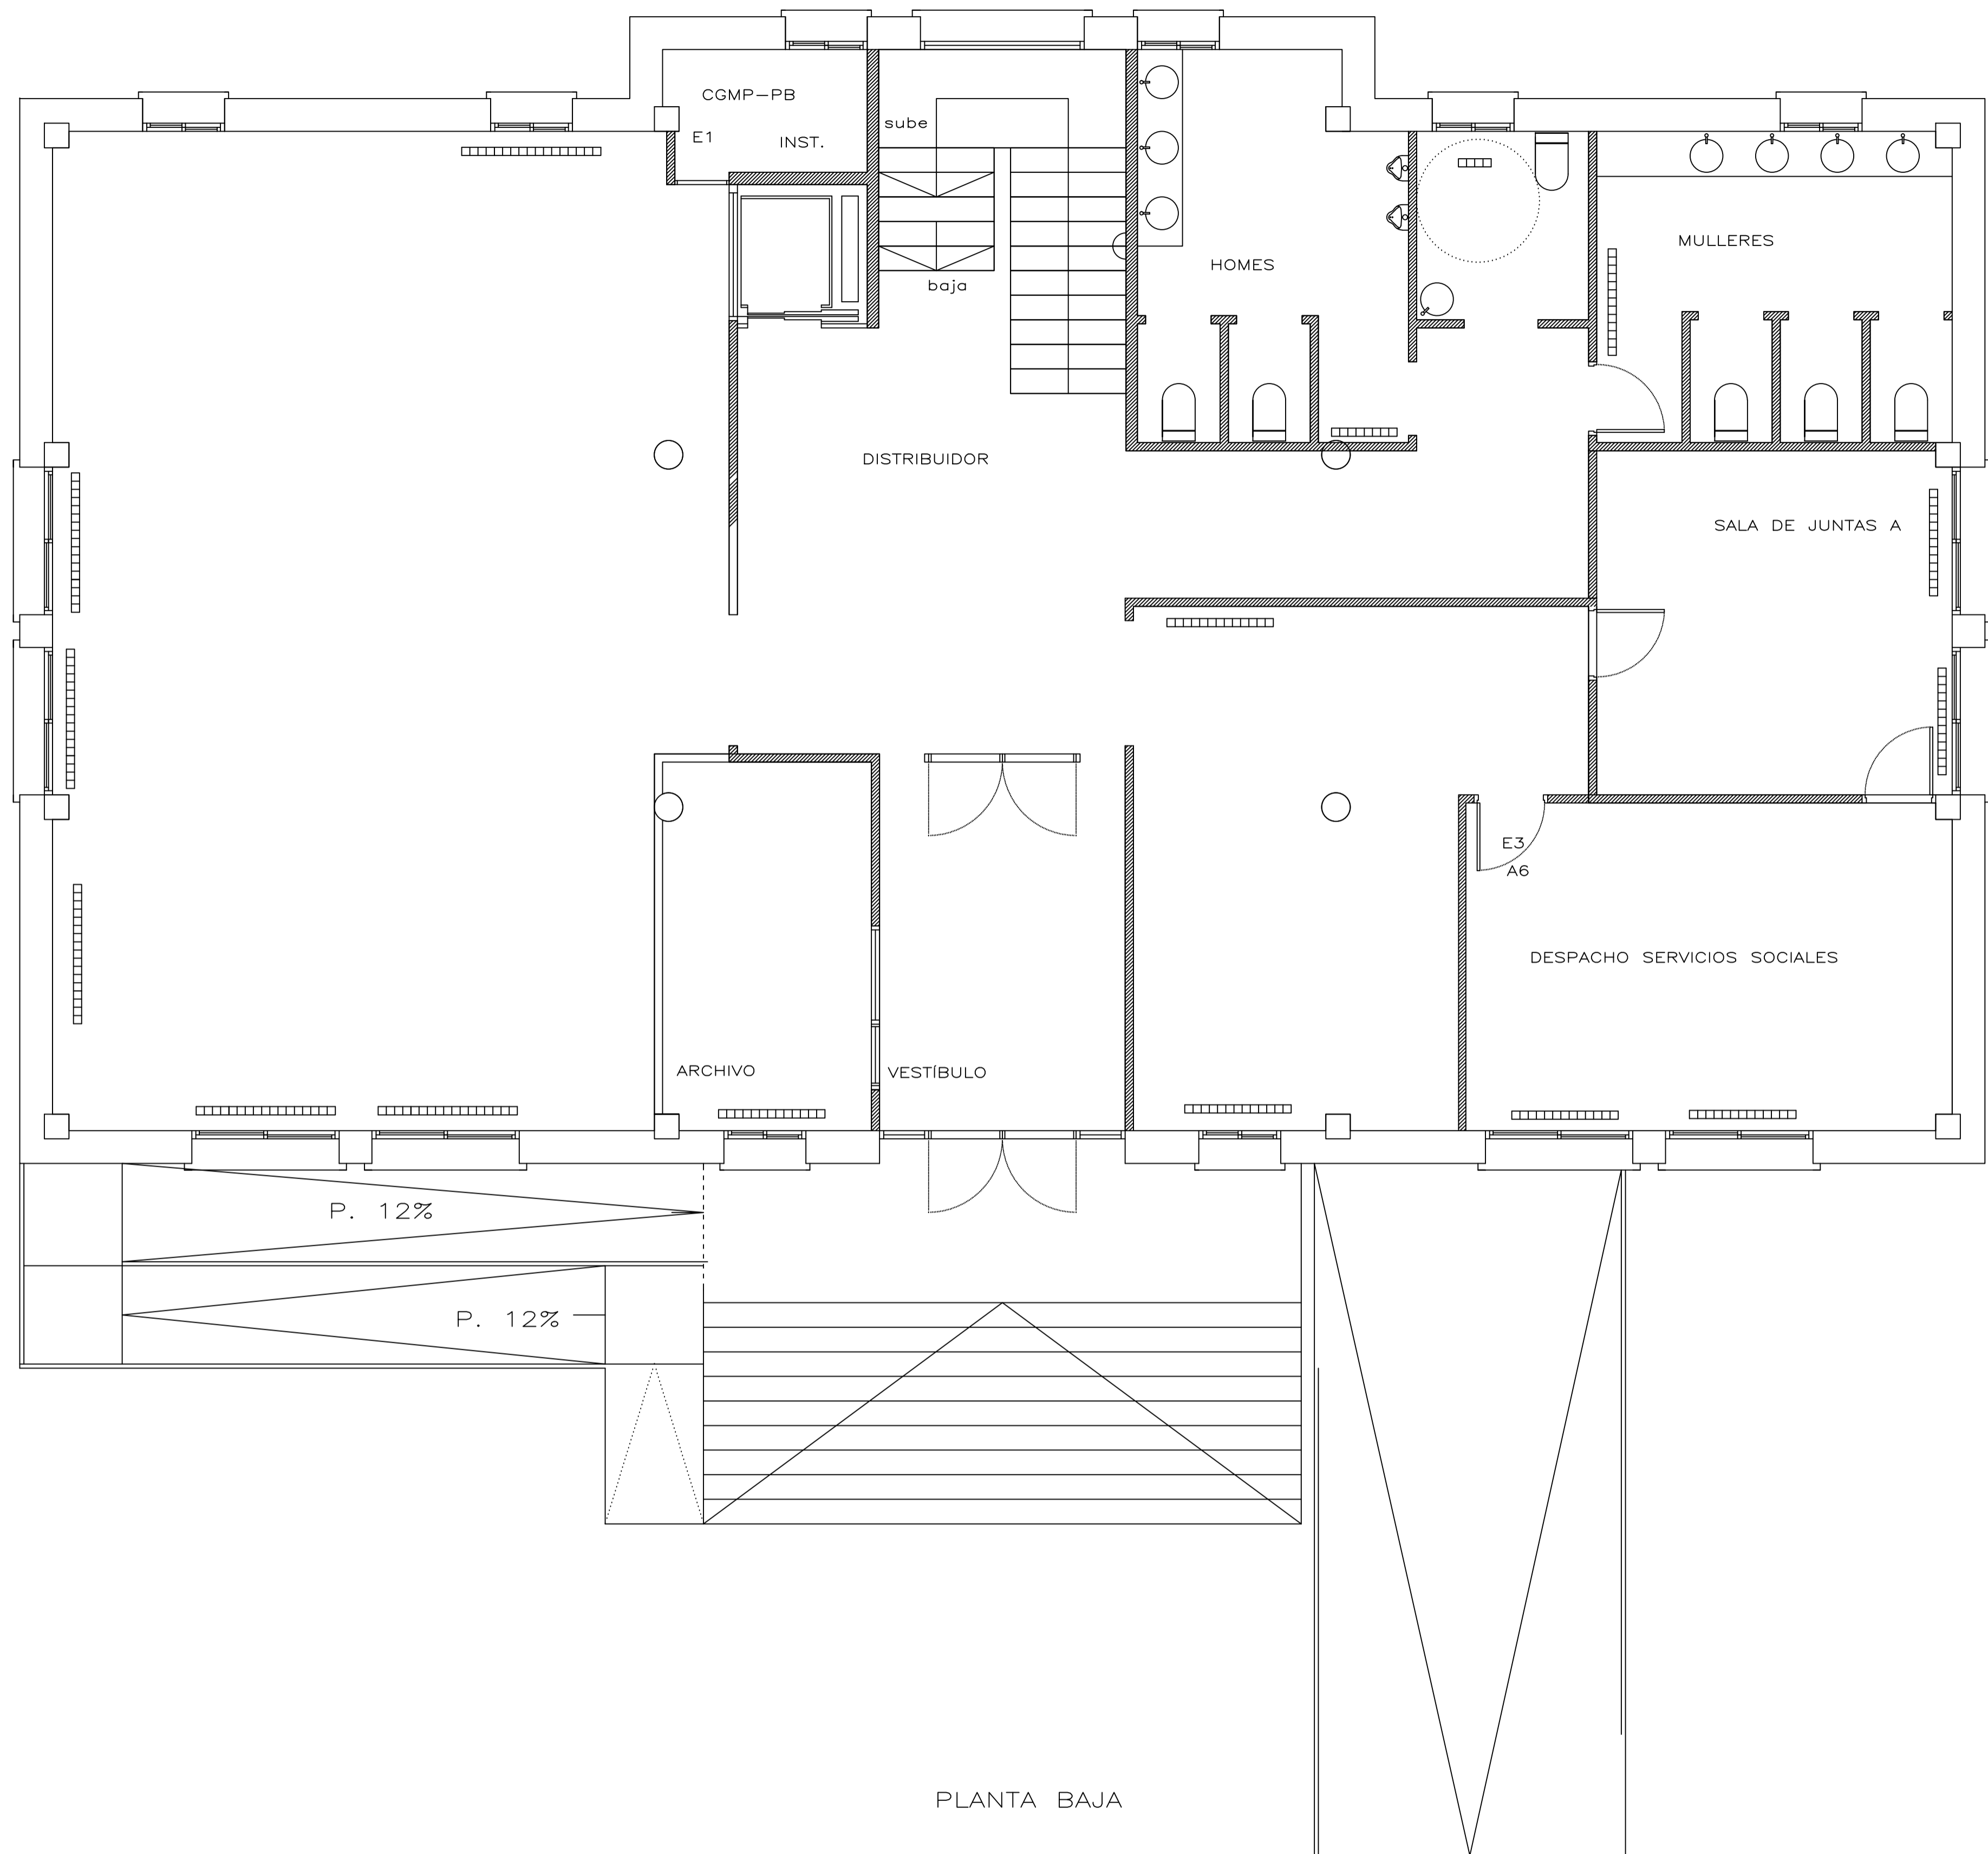 CGMP-PB
sube
E1
INST.
MULLERES
HOMES
baja
DISTRIBUIDOR
SALA DE JUNTAS A
E3
A6
DESPACHO SERVICIOS SOCIALES
ARCHIVO
VESTÍBULO
P. 12%
P. 12%
PLANTA BAJA